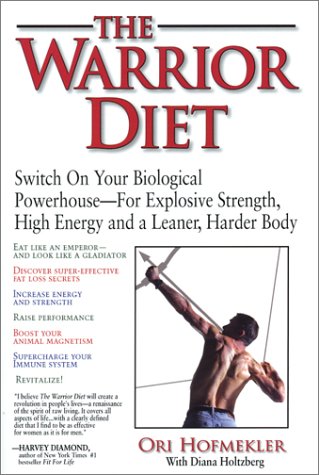 THE
WARRIOR
DIET
Switch On Your Biological
Powerhouse—For Explosive Strength,
High Energy and a Leaner, Harder Body
EAT LIKE AN EMPEROR—
AND LOOK LIKE A GLADIATOR
DISCOVER SUPER-EFFECTIVE
FAT LOSS SECRETS
INCREASE ENERGY
AND STRENGTH
RAISE PERFORMANCE
BOOST YOUR
ANIMAL MAGNETISM
SUPERCHARGE YOUR
IMMUNE SYSTEM
REVITALIZE!
"I believe The Warrior Diet will create a
revolution in people's lives—a renaissance
of the spirit of raw living. It covers all
aspects of life...with a clearly defined
diet that I find to be as effective
for women as it is for men."
—HARVEY DIAMOND,
author of New York Times #1
bestseller Fit For Life
ORI HOFMEKLER
With Diana Holtzberg